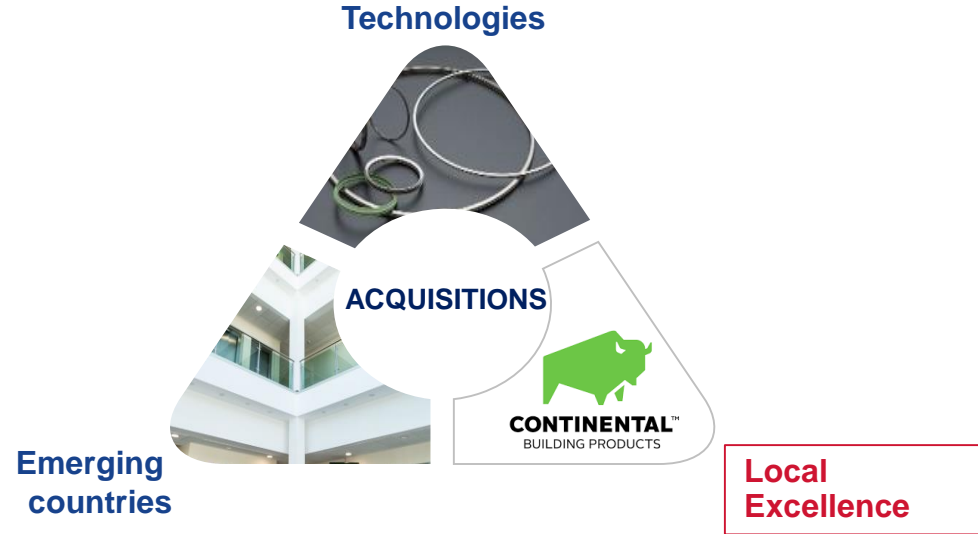 Technologies
ACQUISITIONS
CONTINENTAL™
BUILDING PRODUCTS
Emerging
countries
Local
Excellence